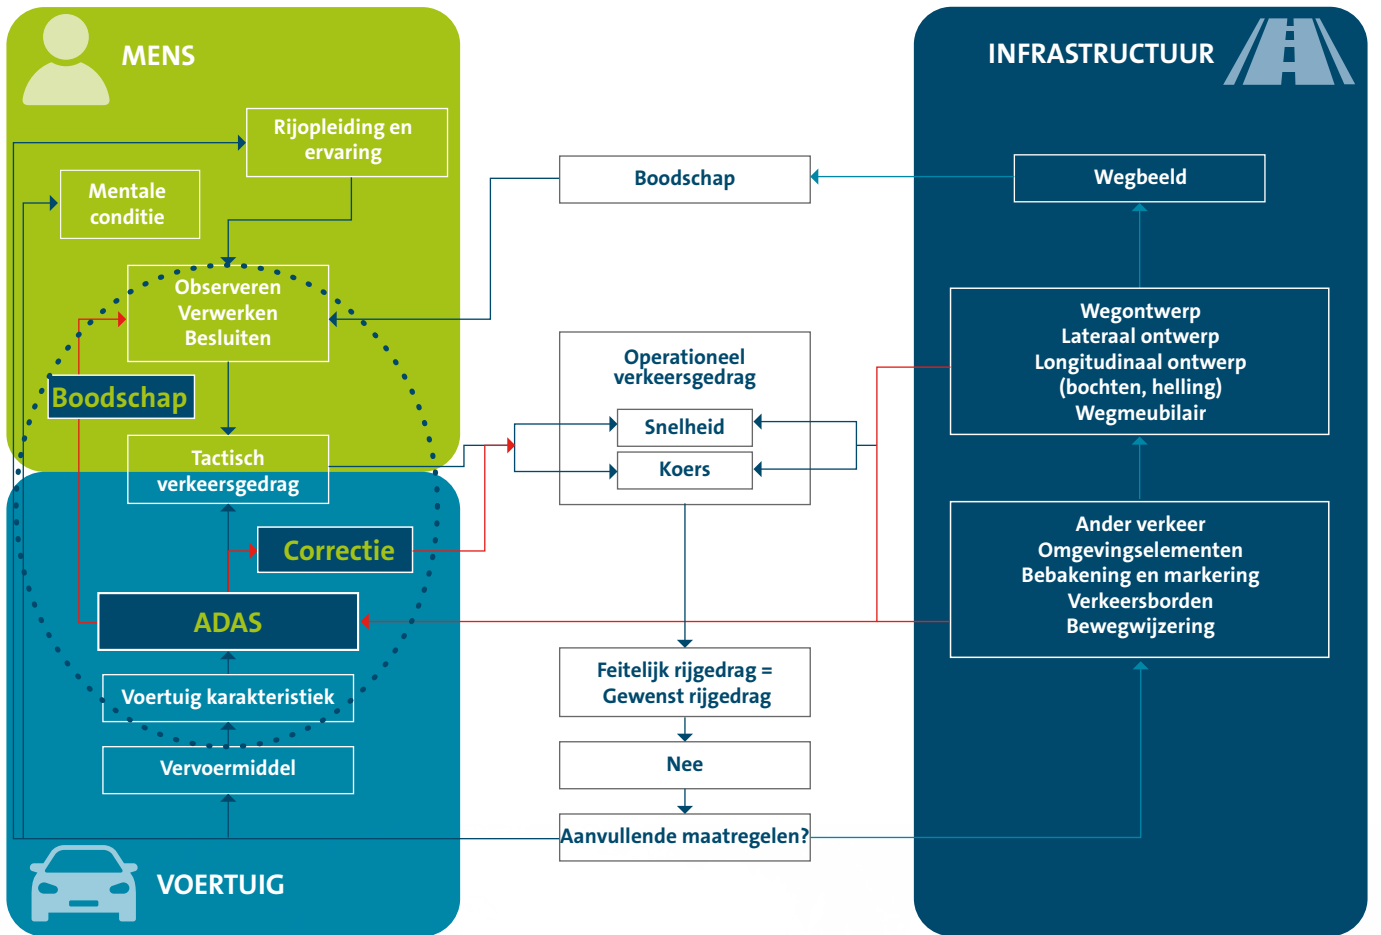 MENS
Rijopleiding en
ervaring
Mentale
conditie
Observeren
Verwerken
Besluiten
Boodschap
Tactisch
verkeersgedrag
Correctie
ADAS
Voertuig karakteristiek
Vervoermiddel
VOERTUIG
Boodschap
Operationeel
verkeersgedrag
Snelheid
Koers
Feitelijk rijgedrag =
Gewenst rijgedrag
Nee
Aanvullende maatregelen?
INFRASTRUCTUUR
Wegbeeld
Wegontwerp
Lateraal ontwerp
Longitudinaal ontwerp
(bochten, helling)
Wegmeubilair
Ander verkeer
Omgevingselementen
Bebakening en markering
Verkeersborden
Bewegwijzering